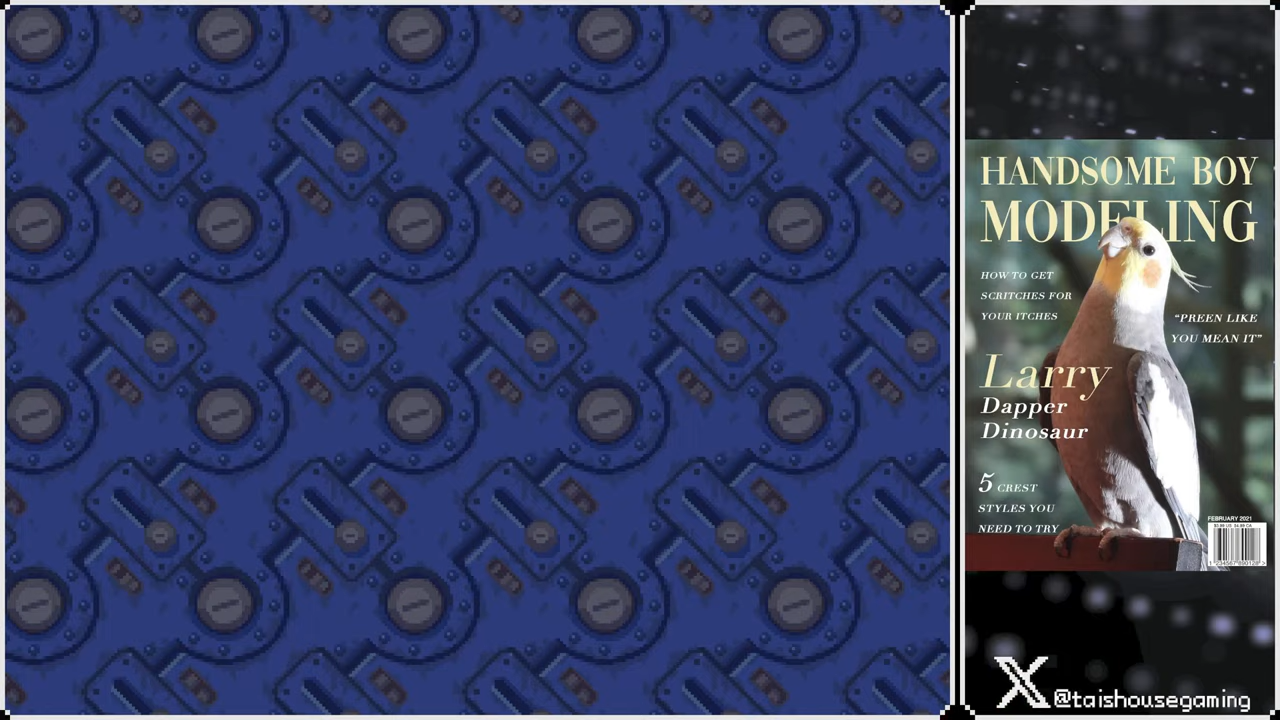 HANDSOME BOY
MODELING
HOW TO GET
SCRITCHES FOR
YOUR ITCHES
"PREEN LIKE
YOU MEAN IT"
Larry
Dapper
Dinosaur
5 CREST
STYLES YOU
NEED TO TRY
FEBRUARY 2021
X @taishousegaming